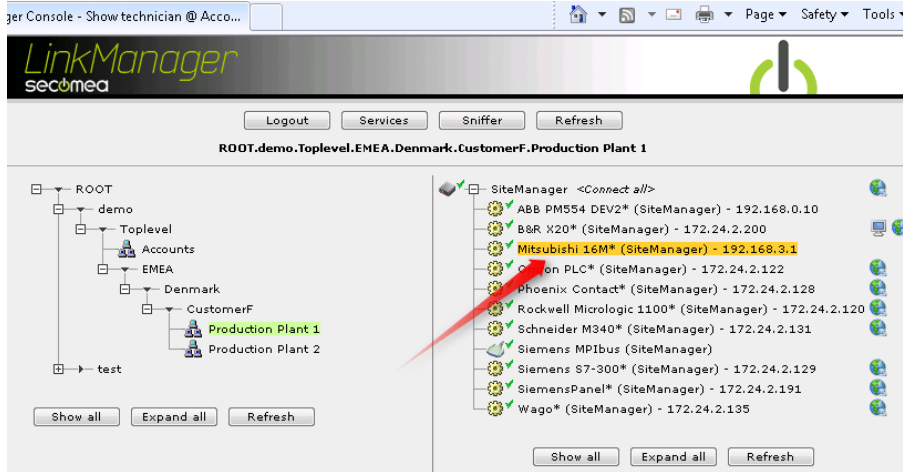 ger Console - Show technician @ Acco...
Page Safety Tools
LinkManager
secomea
Logout Services Sniffer Refresh
ROOT.demo.Toplevel.EMEA.Denmark.CustomerF.Production Plant 1
ROOT
demo
Toplevel
Accounts
EMEA
Denmark
CustomerF
Production Plant 1
Production Plant 2
test
Show all Expand all Refresh
SiteManager <Connect all>
ABB PM554 DEV2* (SiteManager) - 192.168.0.10
B&R X20* (SiteManager) - 172.24.2.200
Mitsubishi 16M* (SiteManager) - 192.168.3.1
PLC* (SiteManager) - 172.24.2.122
Phoenix Contact* (SiteManager) - 172.24.2.128
Rockwell Micrologic 1100* (SiteManager) - 172.24.2.120
Schneider M340* (SiteManager) - 172.24.2.131
Siemens MPIbus (SiteManager)
Siemens S7-300* (SiteManager) - 172.24.2.129
SiemensPanel* (SiteManager) - 172.24.2.191
Wago* (SiteManager) - 172.24.2.135
Show all Expand all Refresh